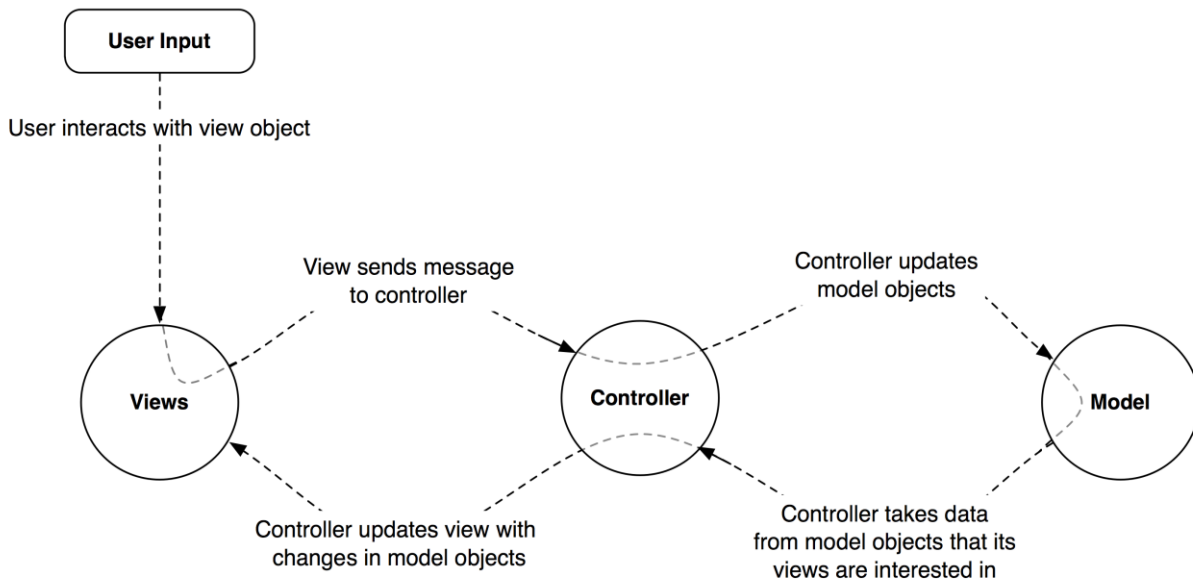 User Input
User interacts with view object
View sends message
to controller
Controller updates
model objects
Views
Controller
Model
Controller updates view with
changes in model objects
Controller takes data
from model objects that its
views are interested in